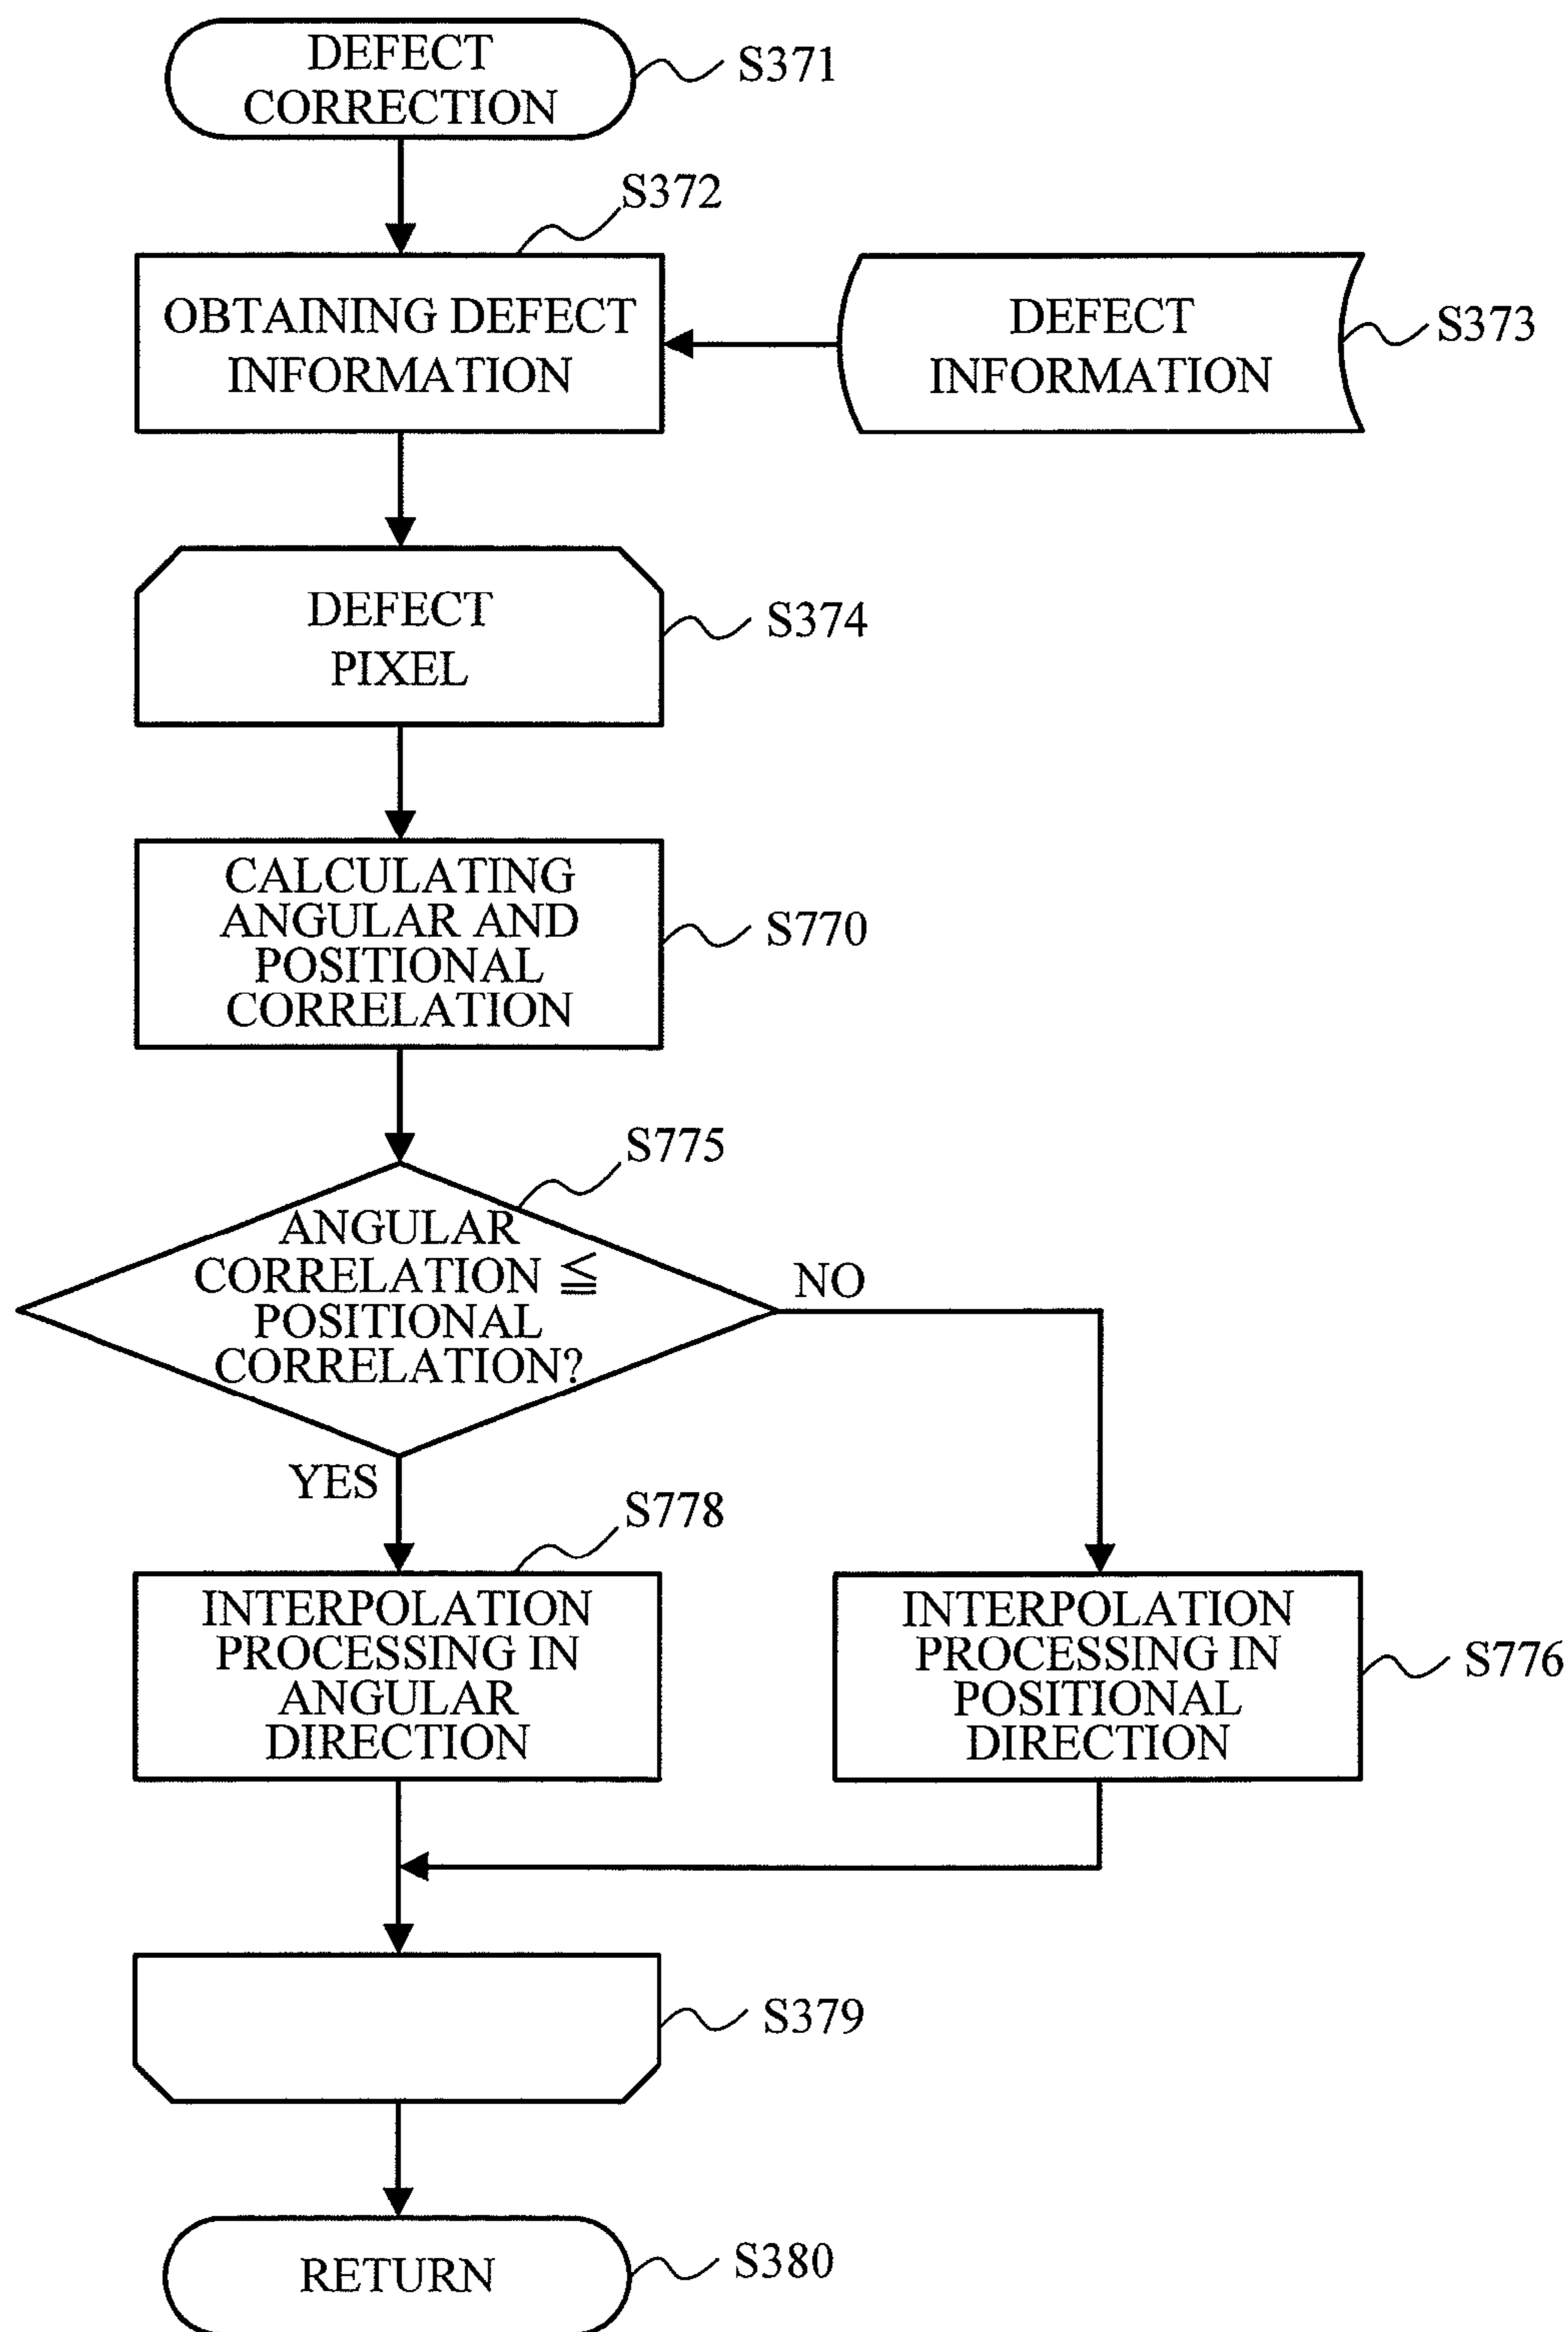 DEFECT
CORRECTION
S371
S372
OBTAINING DEFECT
INFORMATION
DEFECT
INFORMATION
S373
DEFECT
PIXEL
S374
CALCULATING
ANGULAR AND
POSITIONAL
CORRELATION
S770
S775
ANGULAR
CORRELATION ≦
POSITIONAL
CORRELATION?
NO
YES
S778
INTERPOLATION
PROCESSING IN
ANGULAR
DIRECTION
INTERPOLATION
PROCESSING IN
POSITIONAL
DIRECTION
S776
S379
RETURN
S380